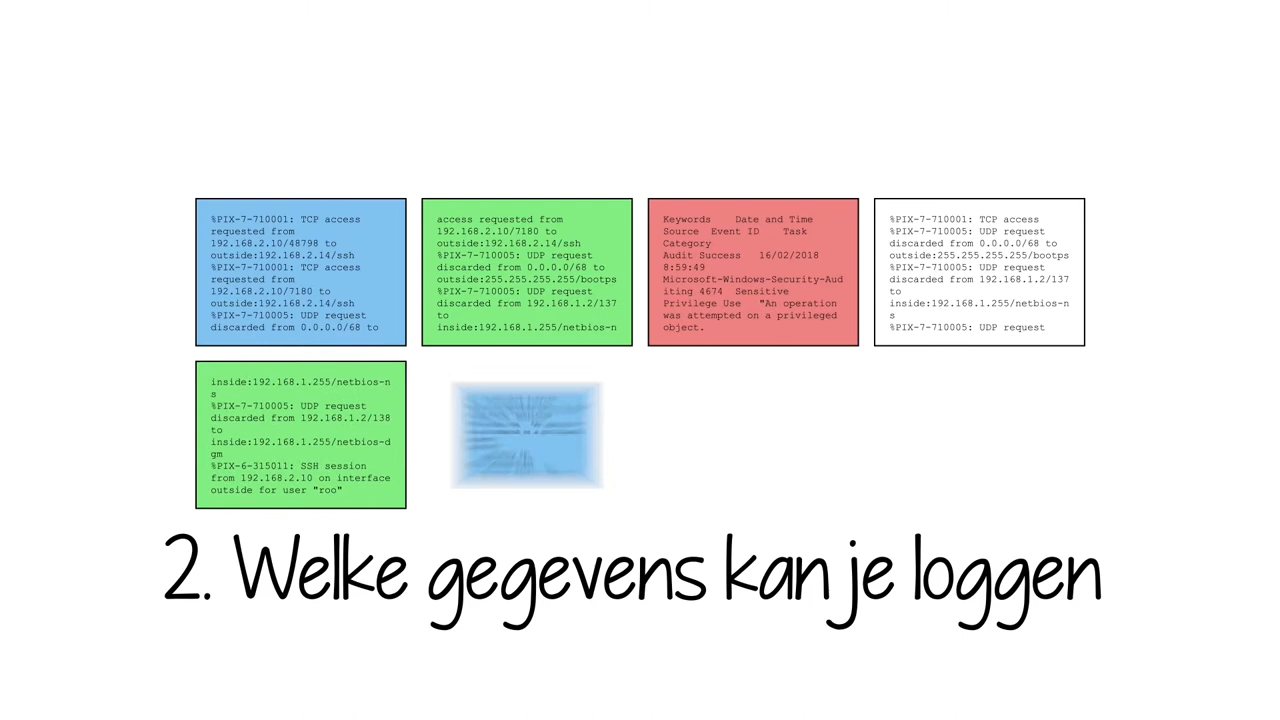 %PIX-7-710001: TCP access
requested from
192.168.2.10/48798 to
outside:192.168.2.14/ssh
%PIX-7-710001: TCP access
requested from
192.168.2.10/7180 to
outside:192.168.2.14/ssh
%PIX-7-710005: UDP request
discarded from 0.0.0.0/68 to
access requested from
192.168.2.10/7180 to
outside:192.168.2.14/ssh
%PIX-7-710005: UDP request
discarded from 0.0.0.0/68 to
outside:255.255.255.255/bootps
%PIX-7-710005: UDP request
discarded from 192.168.1.2/137
to
inside:192.168.1.255/netbios-n
Keywords    Date and Time
Source  Event ID    Task
Category
Audit Success   16/02/2018
8:59:49
Microsoft-Windows-Security-Aud
iting 4674  Sensitive
Privilege Use   "An operation
was attempted on a privileged
object.
%PIX-7-710001: TCP access
%PIX-7-710005: UDP request
discarded from 0.0.0.0/68 to
outside:255.255.255.255/bootps
%PIX-7-710005: UDP request
discarded from 192.168.1.2/137
to
inside:192.168.1.255/netbios-n
s
%PIX-7-710005: UDP request
inside:192.168.1.255/netbios-n
s
%PIX-7-710005: UDP request
discarded from 192.168.1.2/138
to
inside:192.168.1.255/netbios-d
gm
%PIX-6-315011: SSH session
from 192.168.2.10 on interface
outside for user "roo"
2. Welke gegevens kan je loggen